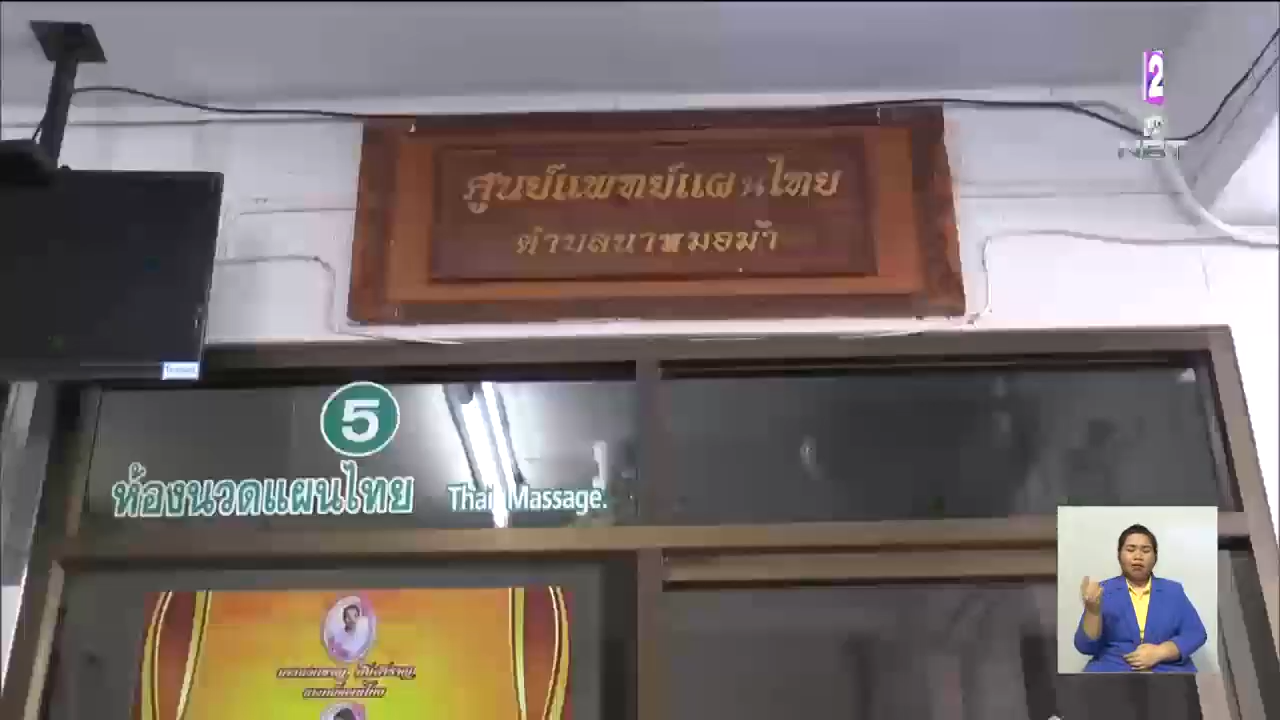 2
NBT
ศูนย์แพทย์แผนไทย
ตำบลนาหมอม้า
5
ห้องนวดแผนไทย
Thai Massage.